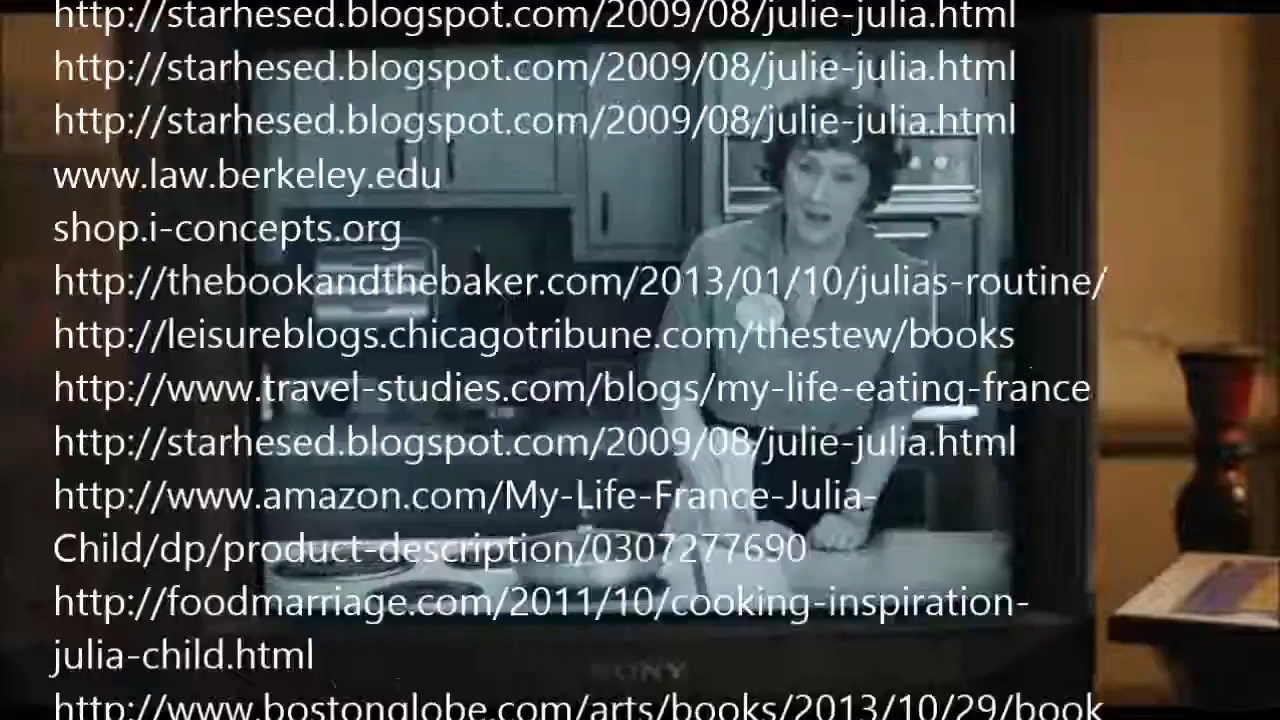 http://starhesed.blogspot.com/2009/08/julie-julia.html
http://starhesed.blogspot.com/2009/08/julie-julia.html
http://starhesed.blogspot.com/2009/08/julie-julia.html
www.law.berkeley.edu
shop.i-concepts.org
http://thebookandthebaker.com/2013/01/10/julias-routine/
http://leisureblogs.chicagotribune.com/thestew/books
http://www.travel-studies.com/blogs/my-life-eating-france
http://starhesed.blogspot.com/2009/08/julie-julia.html
http://www.amazon.com/My-Life-France-Julia-
Child/dp/product-description/0307277690
http://foodmarriage.com/2011/10/cooking-inspiration-
julia-child.html
http://www.bostonglobe.com/arts/books/2013/10/29/book
SONY